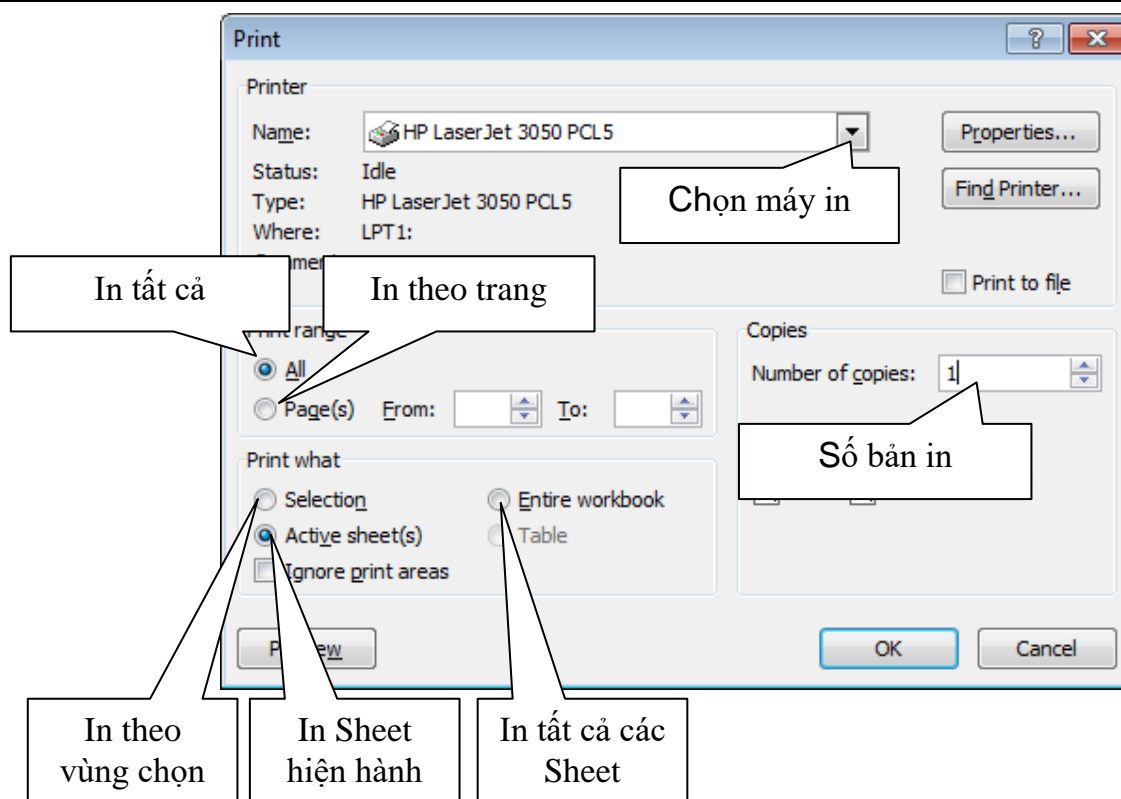 Print
Printer
Name:
HP LaserJet 3050 PCL5
Properties...
Status:
Idle
Type:
HP LaserJet 3050 PCL5
Chọn máy in
Find Printer...
Where:
LPT1:
In tất cả
In theo trang
Print to file
Print range
Copies
All
Number of copies:
1
Page(s)
From:
To:
Số bản in
Print what
Selection
Entire workbook
Active sheet(s)
Table
Ignore print areas
OK
Cancel
In theo
vùng chọn
In Sheet
hiện hành
In tất cả các
Sheet